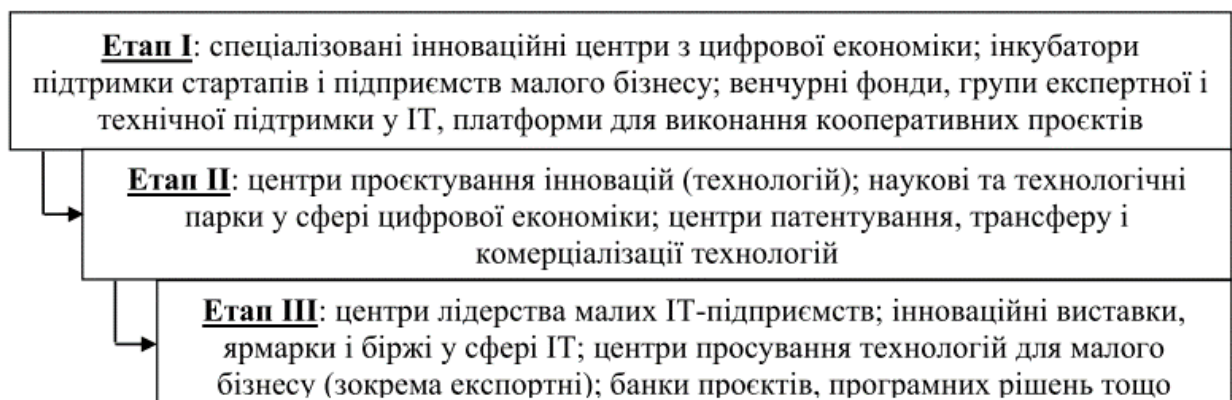 Етап І: спеціалізовані інноваційні центри з цифрової економіки; інкубатори
підтримки стартапів і підприємств малого бізнесу; венчурні фонди, групи експертної і
технічної підтримки у ІТ, платформи для виконання кооперативних проєктів
Етап ІІ: центри проєктування інновацій (технологій); наукові та технологічні
парки у сфері цифрової економіки; центри патентування, трансферу і
комерціалізації технологій
Етап ІІІ: центри лідерства малих ІТ-підприємств; інноваційні виставки,
ярмарки і біржі у сфері ІТ; центри просування технологій для малого
бізнесу (зокрема експортні); банки проєктів, програмних рішень тощо